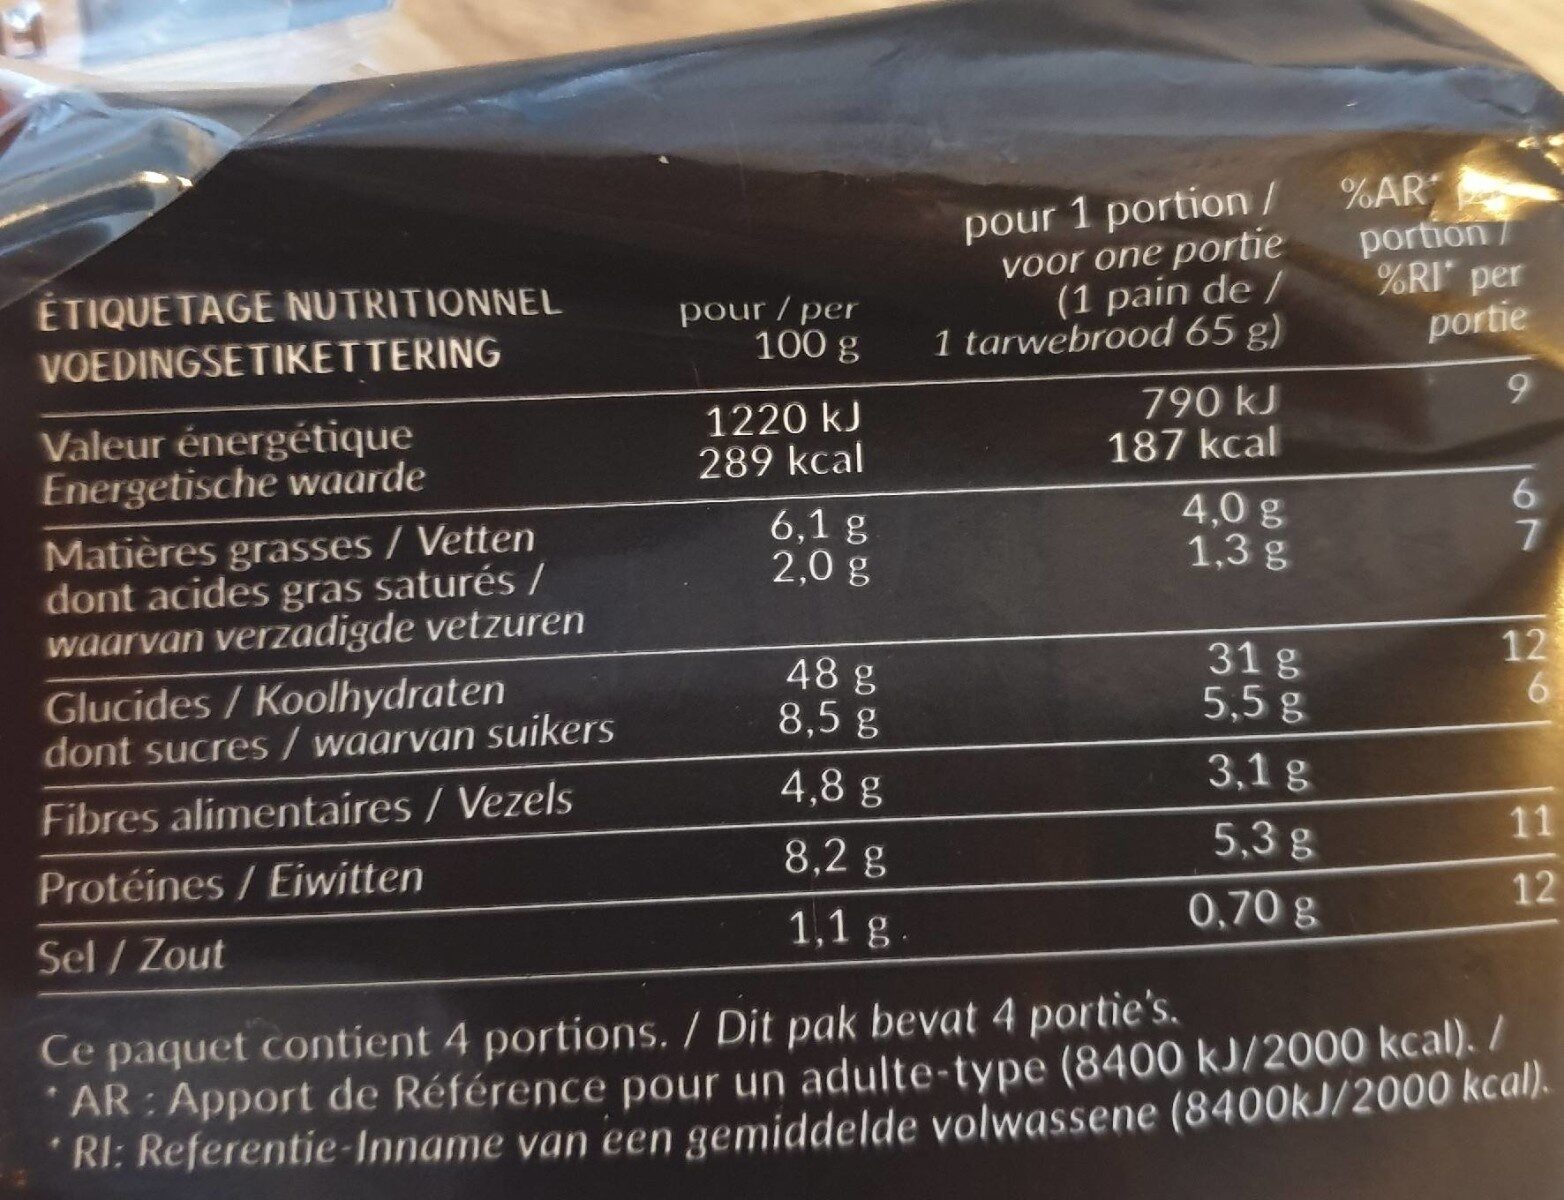 ÉTIQUETAGE NUTRITIONNEL
VOEDINGSETIKETTERING
pour / per
100 g
pour 1 portion /
voor one portie
(1 pain de /
1 tarwebrood 65 g)
%AR*
portion /
%RI* per
portie
Valeur énergétique 1220 kJ 790 kJ 9
Energetische waarde 289 kcal 187 kcal
Matières grasses / Vetten 6,1 g 4,0 g 6
dont acides gras saturés / 2,0 g 1,3 g 7
waarvan verzadigde vetzuren
Glucides / Koolhydraten 48 g 31 g 12
dont sucres / waarvan suikers 8,5 g 5,5 g 6
Fibres alimentaires / Vezels 4,8 g 3,1 g
Protéines / Eiwitten 8,2 g 5,3 g 11
Sel / Zout 1,1 g 0,70 g 12
Ce paquet contient 4 portions. / Dit pak bevat 4 portie's.
* AR : Apport de Référence pour un adulte-type (8400 kJ/2000 kcal). /
* RI: Referentie-Inname van een gemiddelde volwassene (8400kJ/2000 kcal).